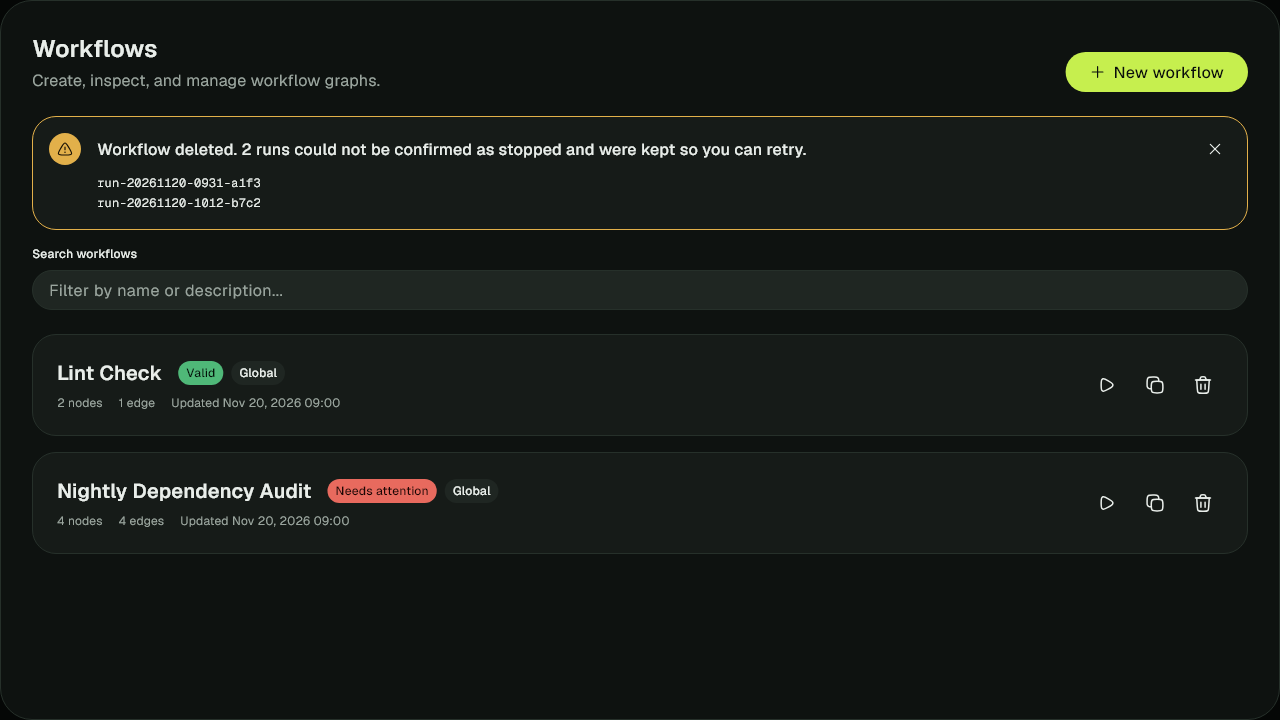 Workflows
Create, inspect, and manage workflow graphs.
New workflow
Workflow deleted. 2 runs could not be confirmed as stopped and were kept so you can retry.
run-20261120-0931-a1f3
run-20261120-1012-b7c2
Search workflows
Filter by name or description...
Lint Check Valid Global
2 nodes 1 edge Updated Nov 20, 2026 09:00
Nightly Dependency Audit Needs attention Global
4 nodes 4 edges Updated Nov 20, 2026 09:00